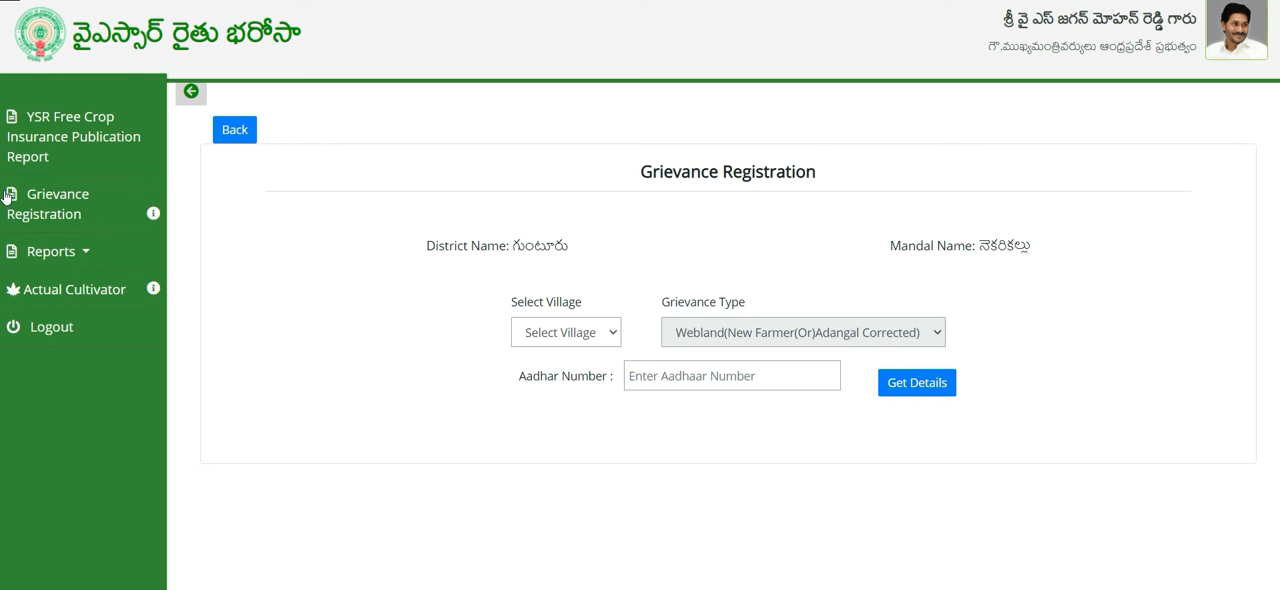 వైఎస్సార్ రైతు భరోసా
శ్రీ వై ఎస్ జగన్ మోహన్ రెడ్డి గారు
గౌ.ముఖ్యమంత్రివర్యులు ఆంధ్రప్రదేశ్ ప్రభుత్వం
YSR Free Crop
Insurance Publication
Report
Grievance
Registration
Reports
Actual Cultivator
Logout
Back
Grievance Registration
District Name: గుంటూరు
Mandal Name: నెకరికల్లు
Select Village
Grievance Type
Select Village
Webland(New Farmer(Or)Adangal Corrected)
Aadhar Number :
Enter Aadhaar Number
Get Details